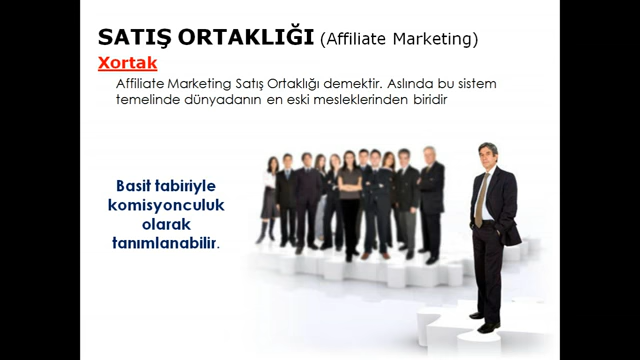 SATIŞ ORTAKLIĞI (Affiliate Marketing)
Xortak
Affiliate Marketing Satış Ortaklığı demektir. Aslında bu sistem
temelinde dünyadanın en eski mesleklerinden biridir
Basit tabiriyle
komisyonculuk
olarak
tanımlanabilir.